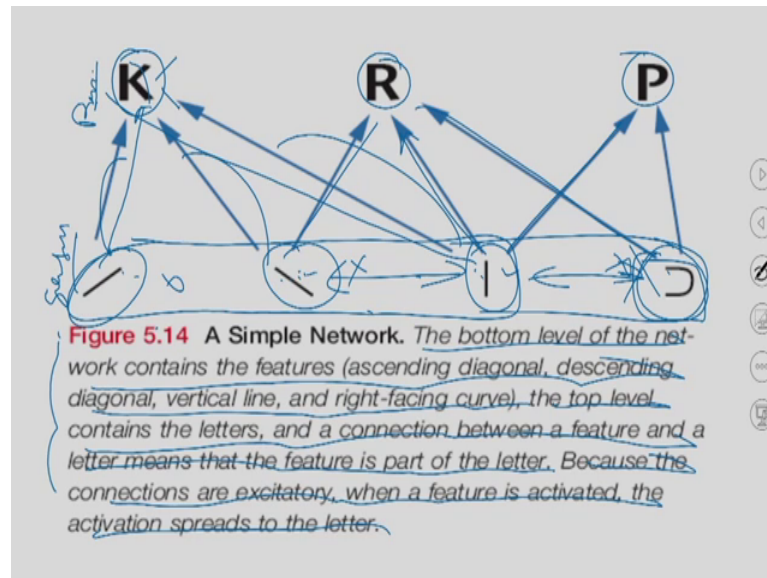 K R P
Figure 5.14 A Simple Network. The bottom level of the net-
work contains the features (ascending diagonal, descending
diagonal, vertical line, and right-facing curve), the top level
contains the letters, and a connection between a feature and a
letter means that the feature is part of the letter. Because the
connections are excitatory, when a feature is activated, the
activation spreads to the letter.